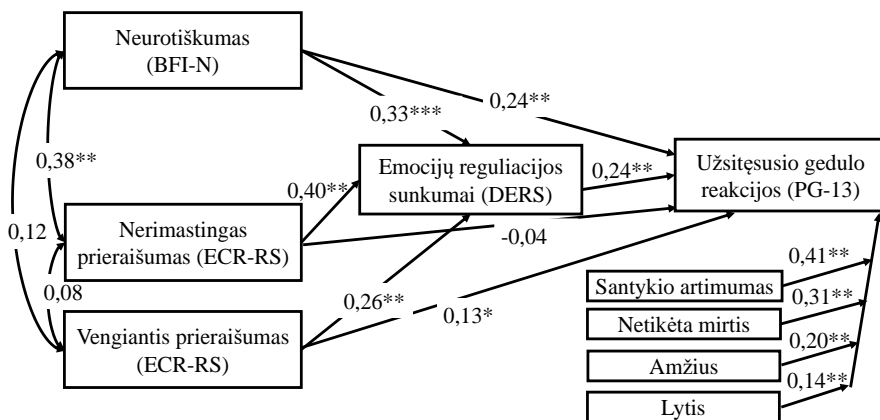 Neurotiškumas
(BFI-N)
0,24**
0,33***
0,38**
Emocijų reguliacijos
sunkumai (DERS)
0,24**
Užsitęsusio gedulo
reakcijos (PG-13)
0,40**
Nerimastingas
prieraišumas (ECR-RS)
-0,04
0,12
0,08
0,41**
Santykio artimumas
0,26**
0,13*
0,31**
Netikėta mirtis
Vengiantis prieraišumas
(ECR-RS)
0,20**
Amžius
0,14**
Lytis